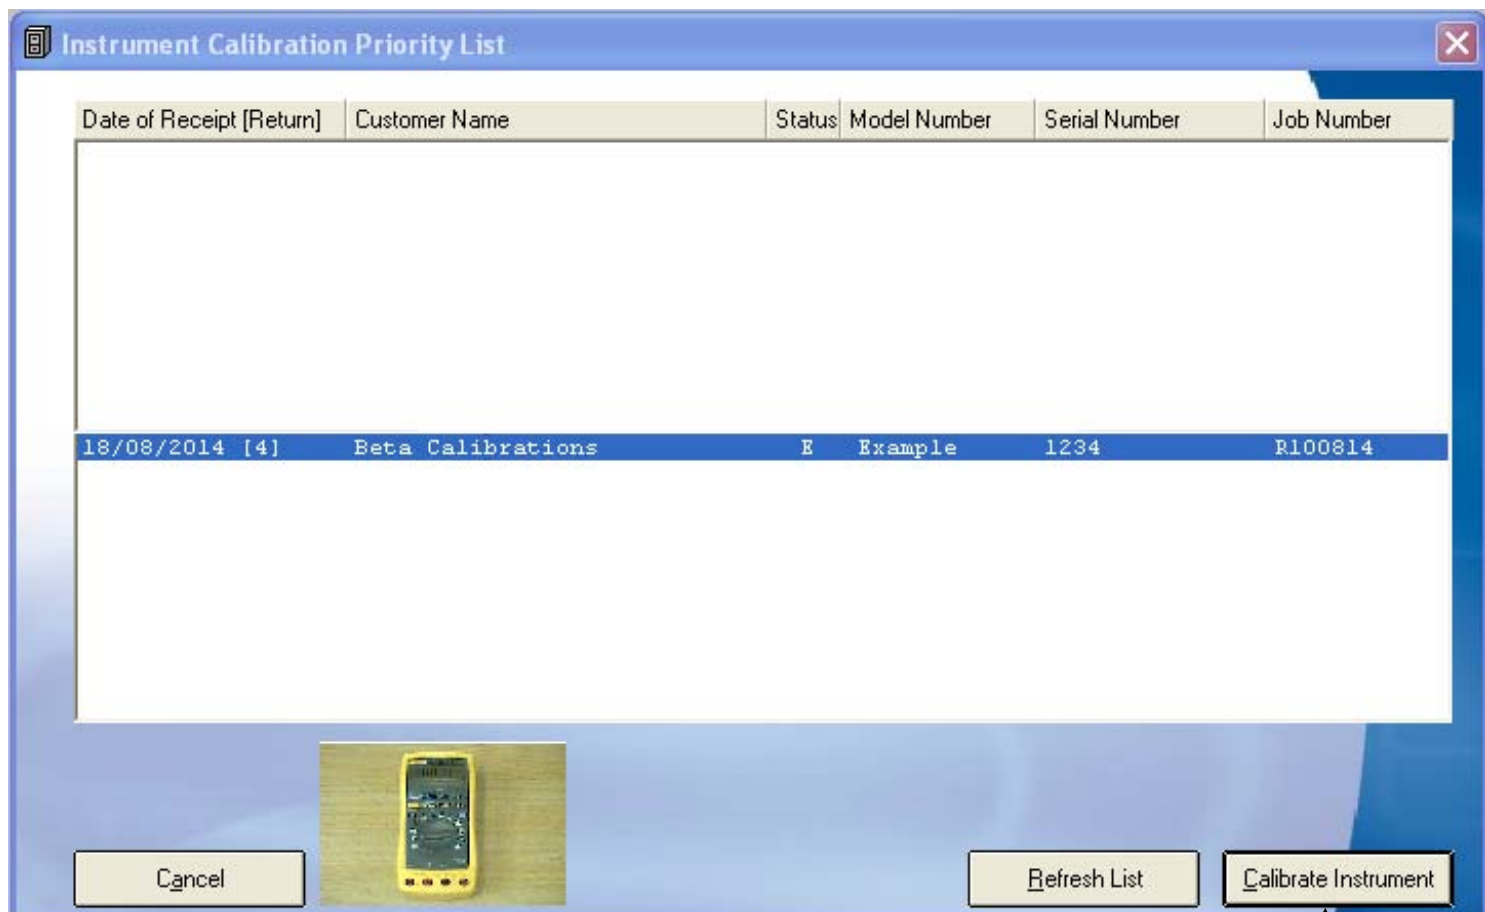 Instrument Calibration Priority List
Date of Receipt [Return] Customer Name Status Model Number Serial Number Job Number
18/08/2014 [4] Beta Calibrations E Example 1234 R100814
Cancel Refresh List Calibrate Instrument